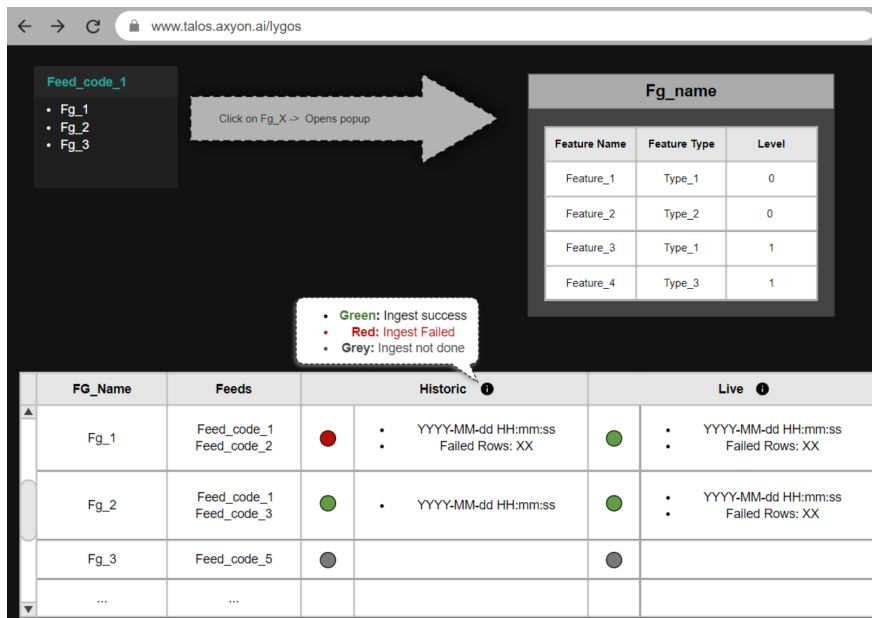 www.talos.axyon.ai/lygos
Feed_code_1
• Fg_1
• Fg_2
• Fg_3
Click on Fg_X -> Opens popup
Fg_name
Feature Name Feature Type Level
Feature_1 Type_1 0
Feature_2 Type_2 0
Feature_3 Type_1 1
Feature_4 Type_3 1
• Green: Ingest success
• Red: Ingest Failed
• Grey: Ingest not done
FG_Name Feeds Historic i Live i
Fg_1
Feed_code_1
Feed_code_2
• YYYY-MM-dd HH:mm:ss
• Failed Rows: XX
• YYYY-MM-dd HH:mm:ss
• Failed Rows: XX
Fg_2
Feed_code_1
Feed_code_3
• YYYY-MM-dd HH:mm:ss
• YYYY-MM-dd HH:mm:ss
• Failed Rows: XX
Fg_3 Feed_code_5
... ...